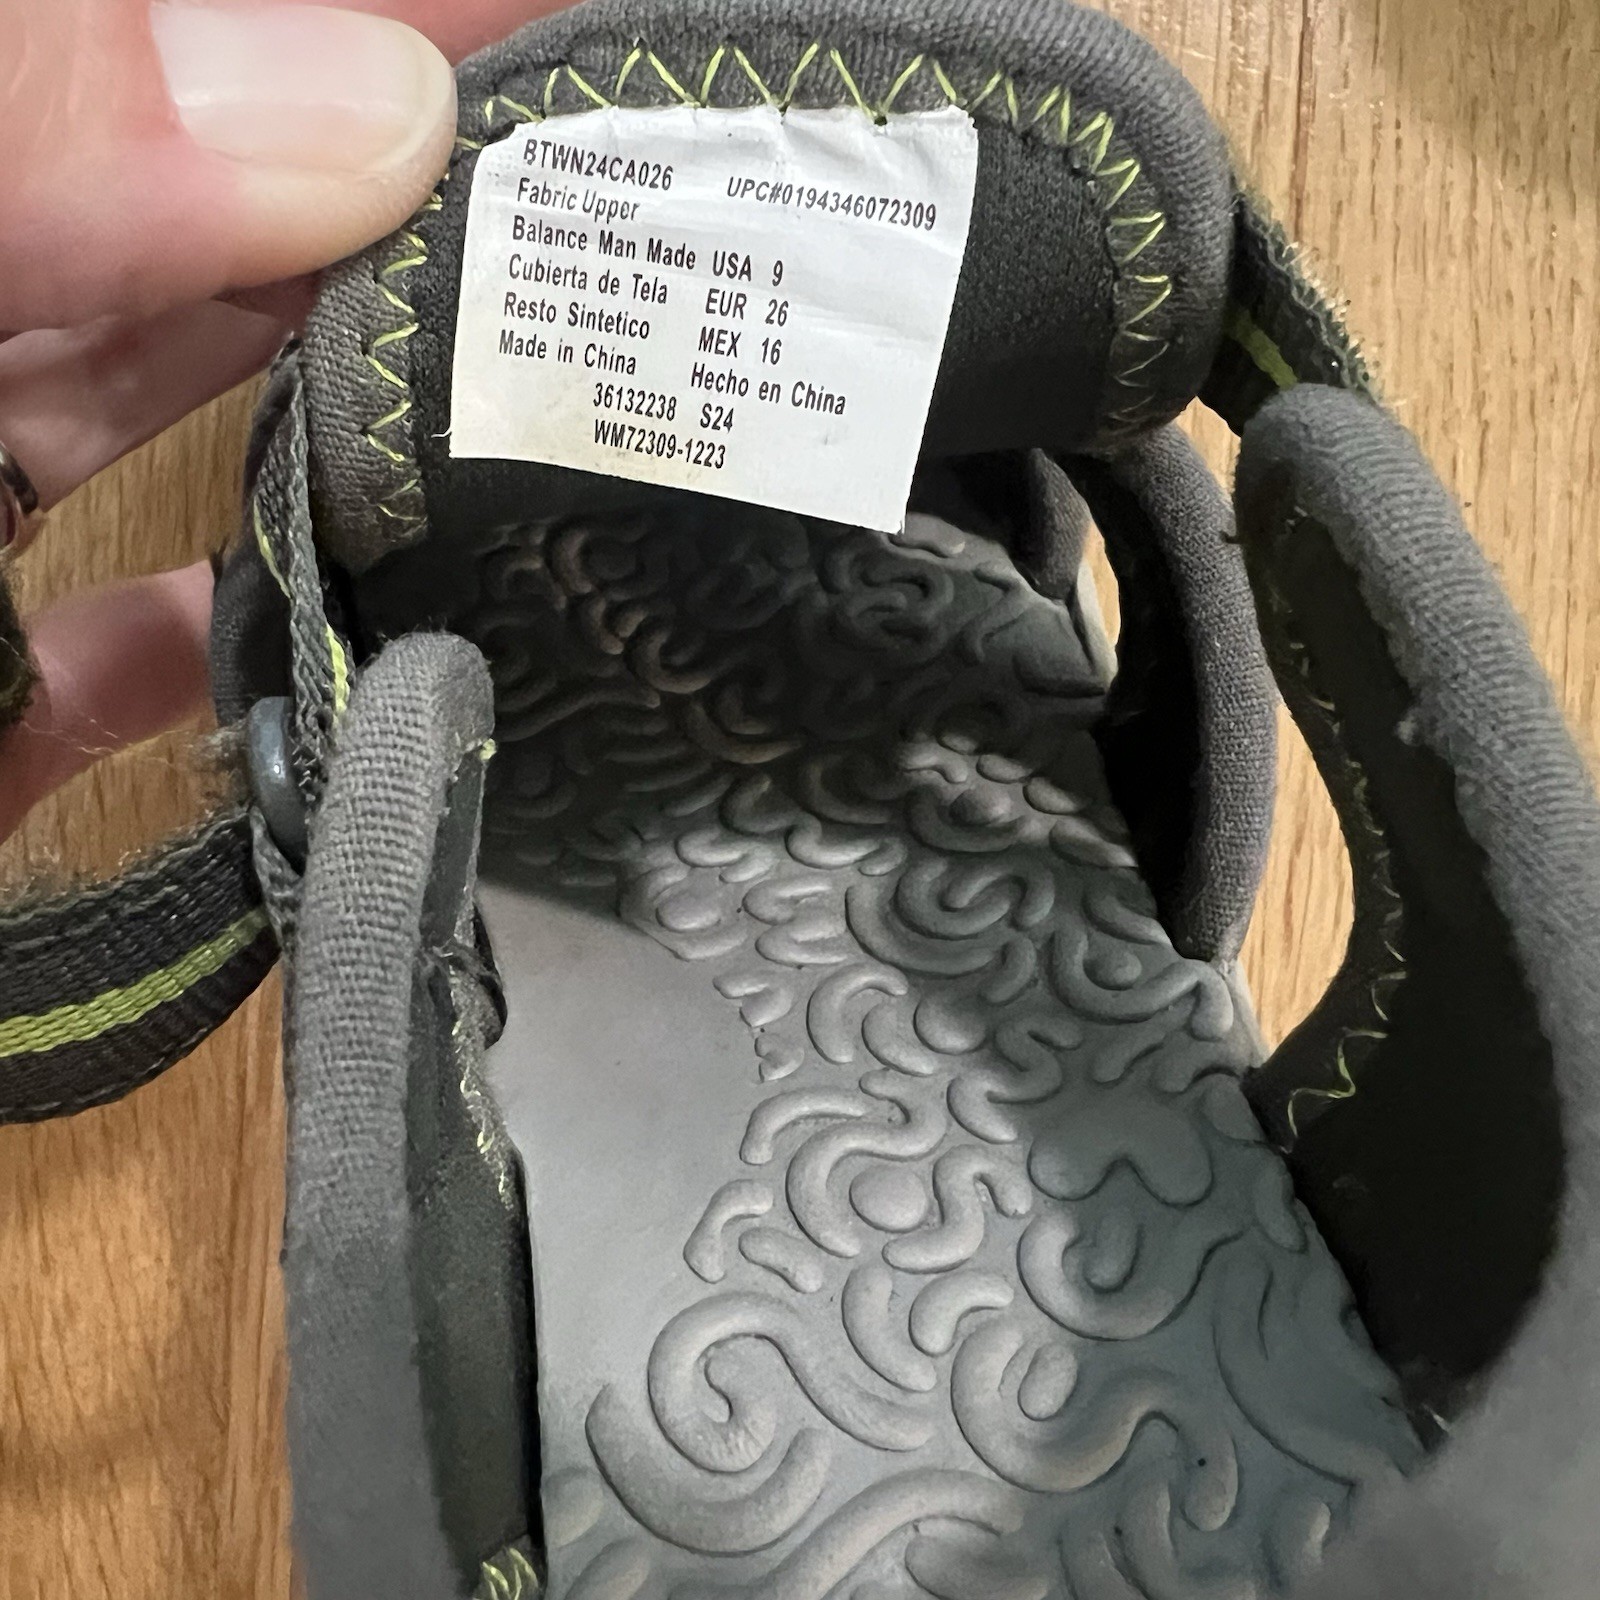 BTWN24CA026 UPC#0194346072309
Fabric Upper
Balance Man Made USA 9
Cubierta de Tela EUR 26
Resto Sintetico MEX 16
Made in China Hecho en China
36132238 S24
WM72309-1223